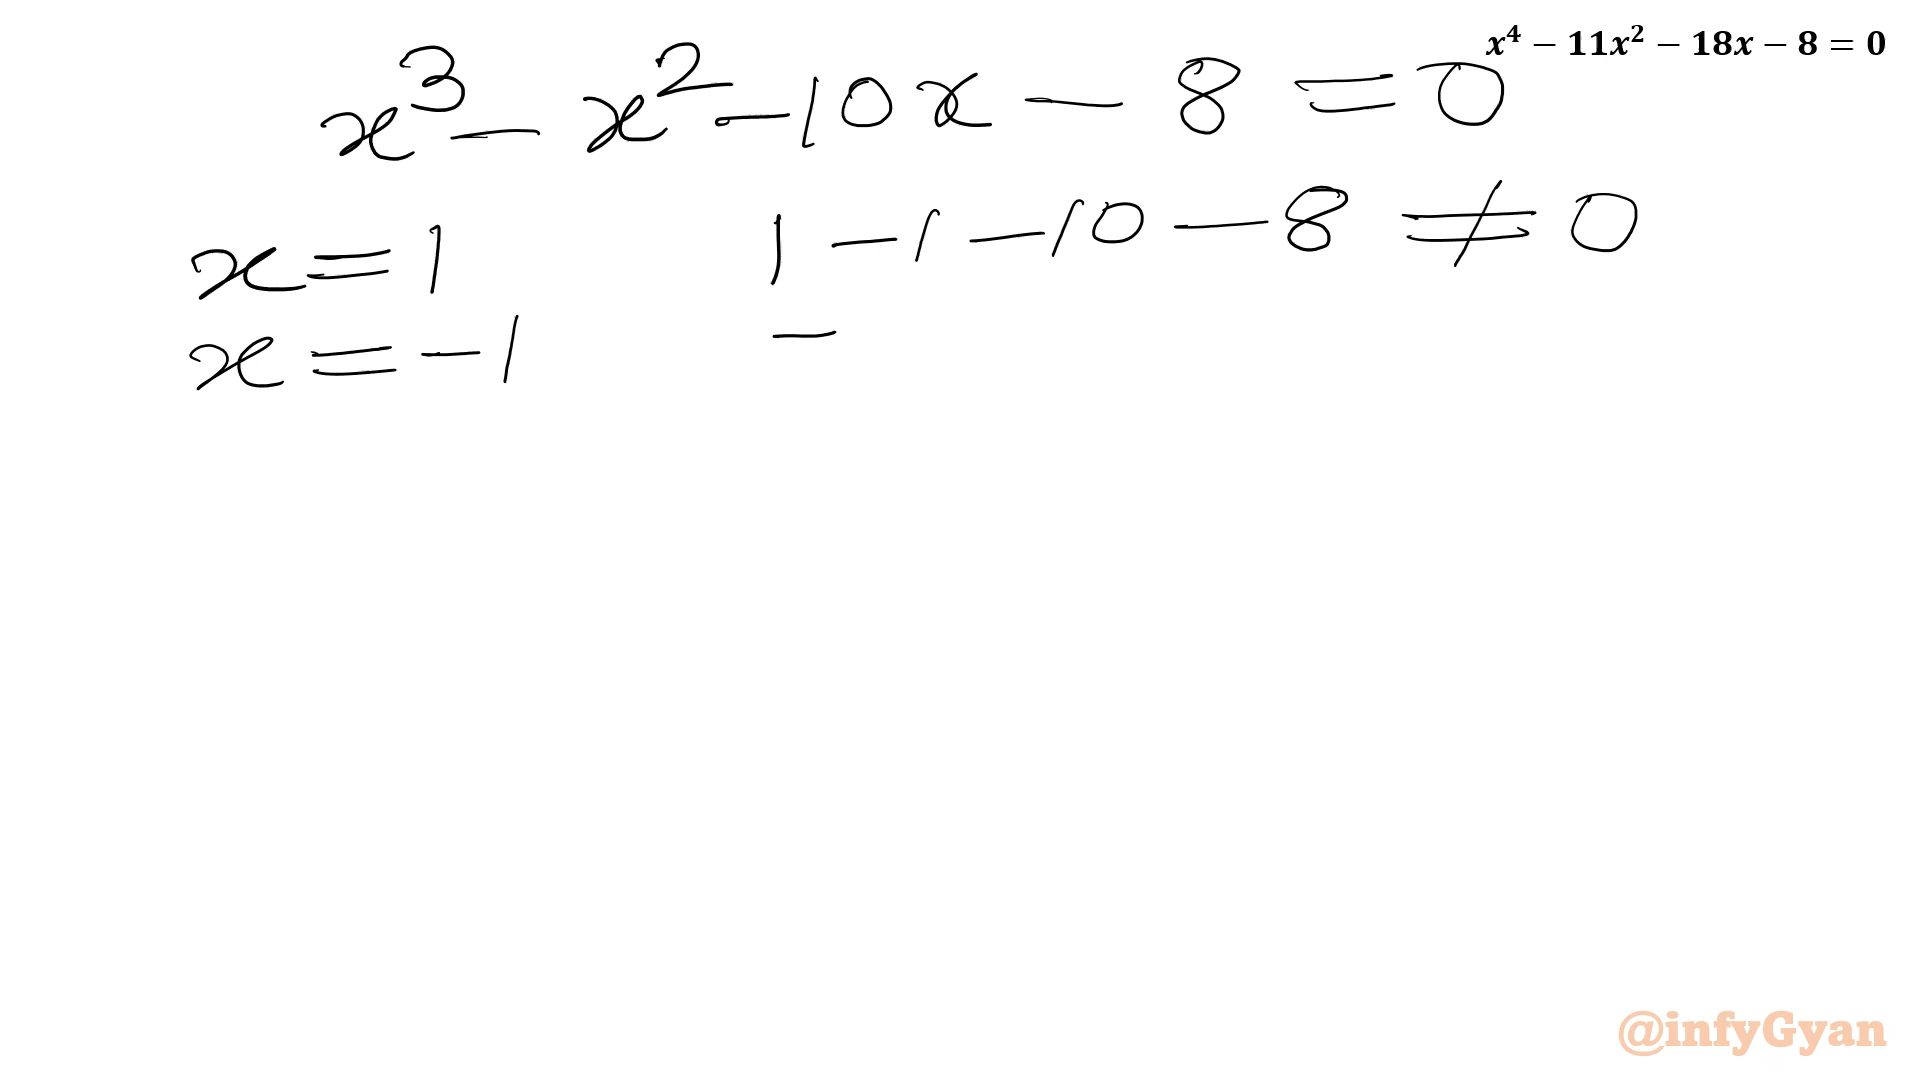 x⁴ − 11x² − 18x − 8 = 0
x³ − x² − 10x − 8 = 0
x = 1 1 − 1 − 10 − 8 ≠ 0
x = −1 −
@infyGyan